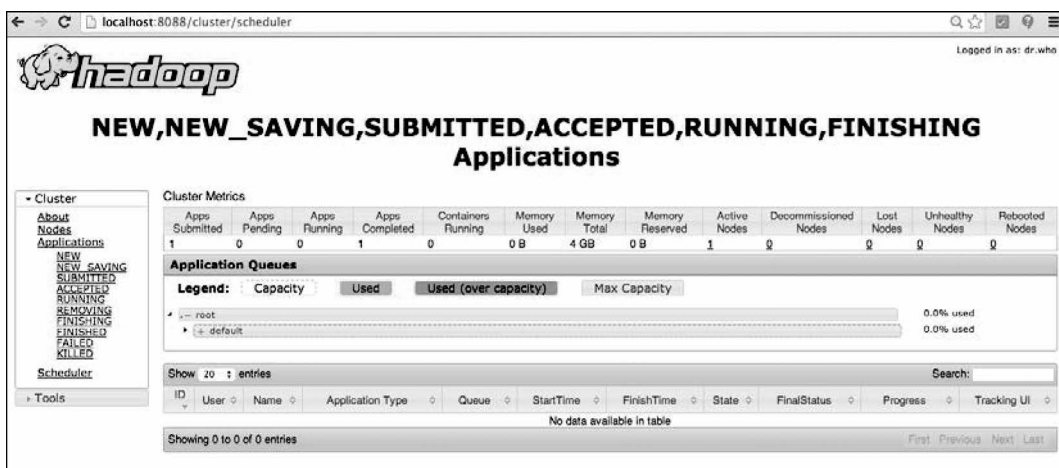 localhost:8088/cluster/scheduler
Logged in as: dr.who
hadoop
NEW,NEW_SAVING,SUBMITTED,ACCEPTED,RUNNING,FINISHING
Applications
Cluster
About
Nodes
Applications
NEW
NEW_SAVING
SUBMITTED
ACCEPTED
RUNNING
REMOVING
FINISHING
FINISHED
FAILED
KILLED
Scheduler
Tools
Cluster Metrics
Apps Submitted Apps Pending Apps Running Apps Completed Containers Running Memory Used Memory Total Memory Reserved Active Nodes Decommissioned Nodes Lost Nodes Unhealthy Nodes Rebooted Nodes
1 0 0 1 0 0 B 4 GB 0 B 1 0 0 0 0
Application Queues
Legend: Capacity Used Used (over capacity) Max Capacity
root 0.0% used
+ default 0.0% used
Show 20 entries Search:
ID User Name Application Type Queue StartTime FinishTime State FinalStatus Progress Tracking UI
No data available in table
Showing 0 to 0 of 0 entries First Previous Next Last